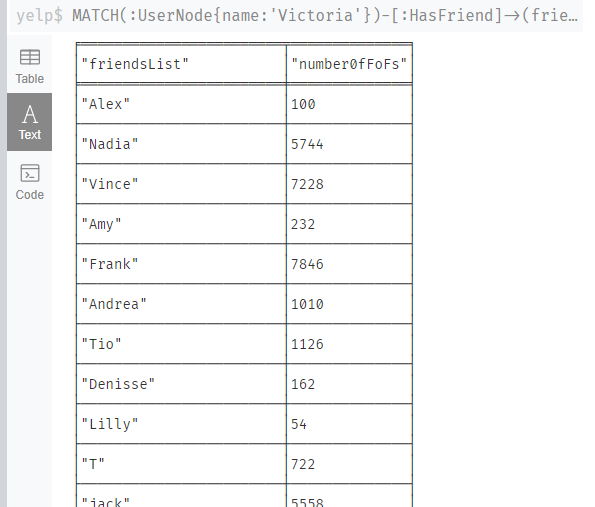 yelp$ MATCH(:UserNode{name:'Victoria'})-[:HasFriend]->(frie…
Table
Text
Code
"friendsList" "numberOfFoFs"
"Alex" 100
"Nadia" 5744
"Vince" 7228
"Amy" 232
"Frank" 7846
"Andrea" 1010
"Tio" 1126
"Denisse" 162
"Lilly" 54
"T" 722
"jack" 5558